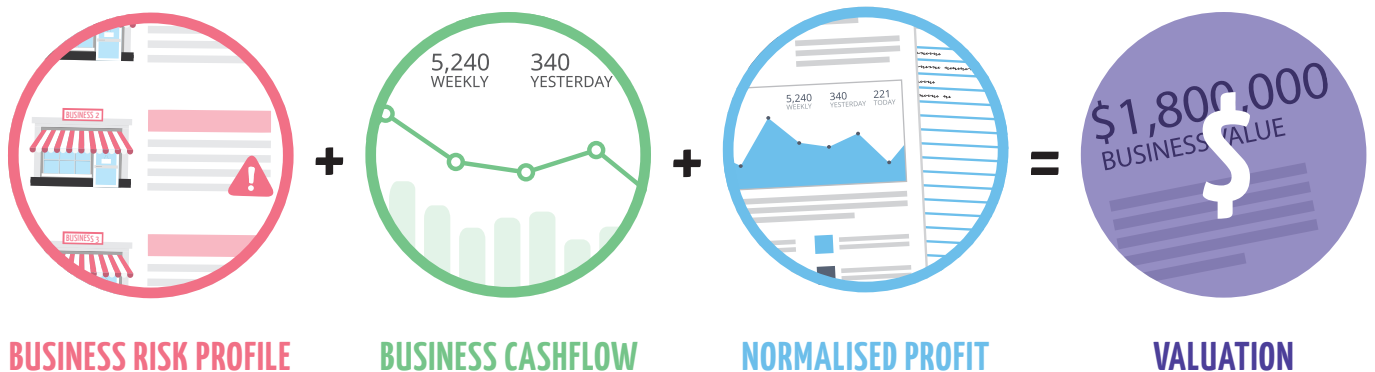 BUSINESS 2
BUSINESS 3
BUSINESS RISK PROFILE
+
5,240 340
WEEKLY YESTERDAY
BUSINESS CASHFLOW
+
5,240 340 221
WEEKLY YESTERDAY TODAY
NORMALISED PROFIT
=
$1,800,000
BUSINESS VALUE
$
VALUATION